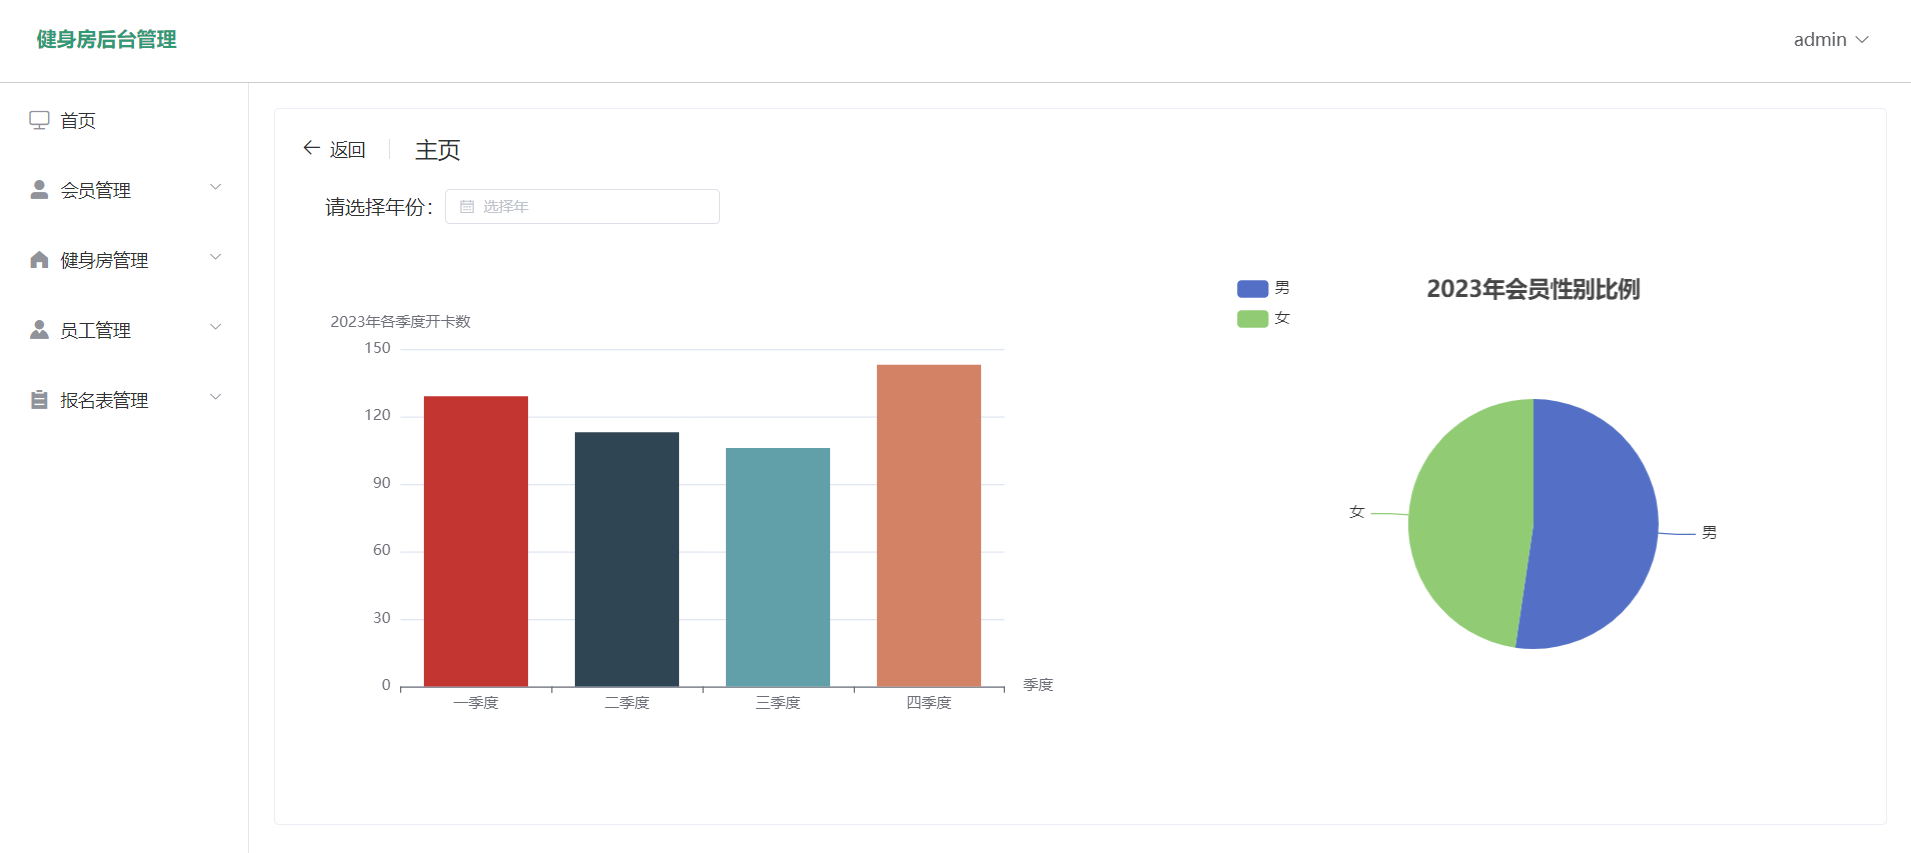 健身房后台管理
admin
首页
会员管理
健身房管理
员工管理
报名表管理
返回
主页
请选择年份：
选择年
2023年各季度开卡数
150
120
90
60
30
0
一季度
二季度
三季度
四季度
季度
男
女
2023年会员性别比例
女
男